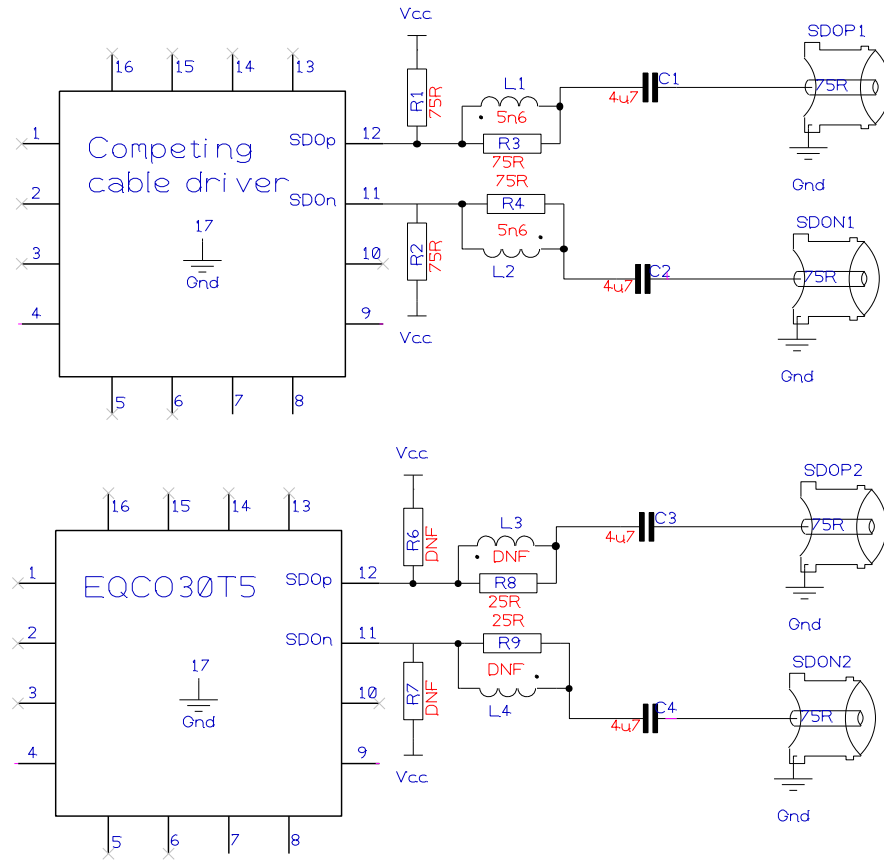 Vcc
SDOP1
16 15 14 13
R1
75R
L1
5n6
4u7
C1
75R
1
SDOp
12
Competing
cable driver
R3
75R
Gnd
2
SDOn
11
75R
R4
5n6
L2
SDON1
17
Gnd
3
10
R2
75R
4u7
C2
75R
4
9
Vcc
Gnd
5 6 7 8
Vcc
SDOP2
16 15 14 13
R6
DNF
L3
DNF
4u7
C3
75R
1
SDOp
12
EQCO30T5
R8
25R
Gnd
2
SDOn
11
25R
R9
DNF
L4
SDON2
17
Gnd
3
10
R7
DNF
4u7
C4
75R
4
9
Vcc
Gnd
5 6 7 8